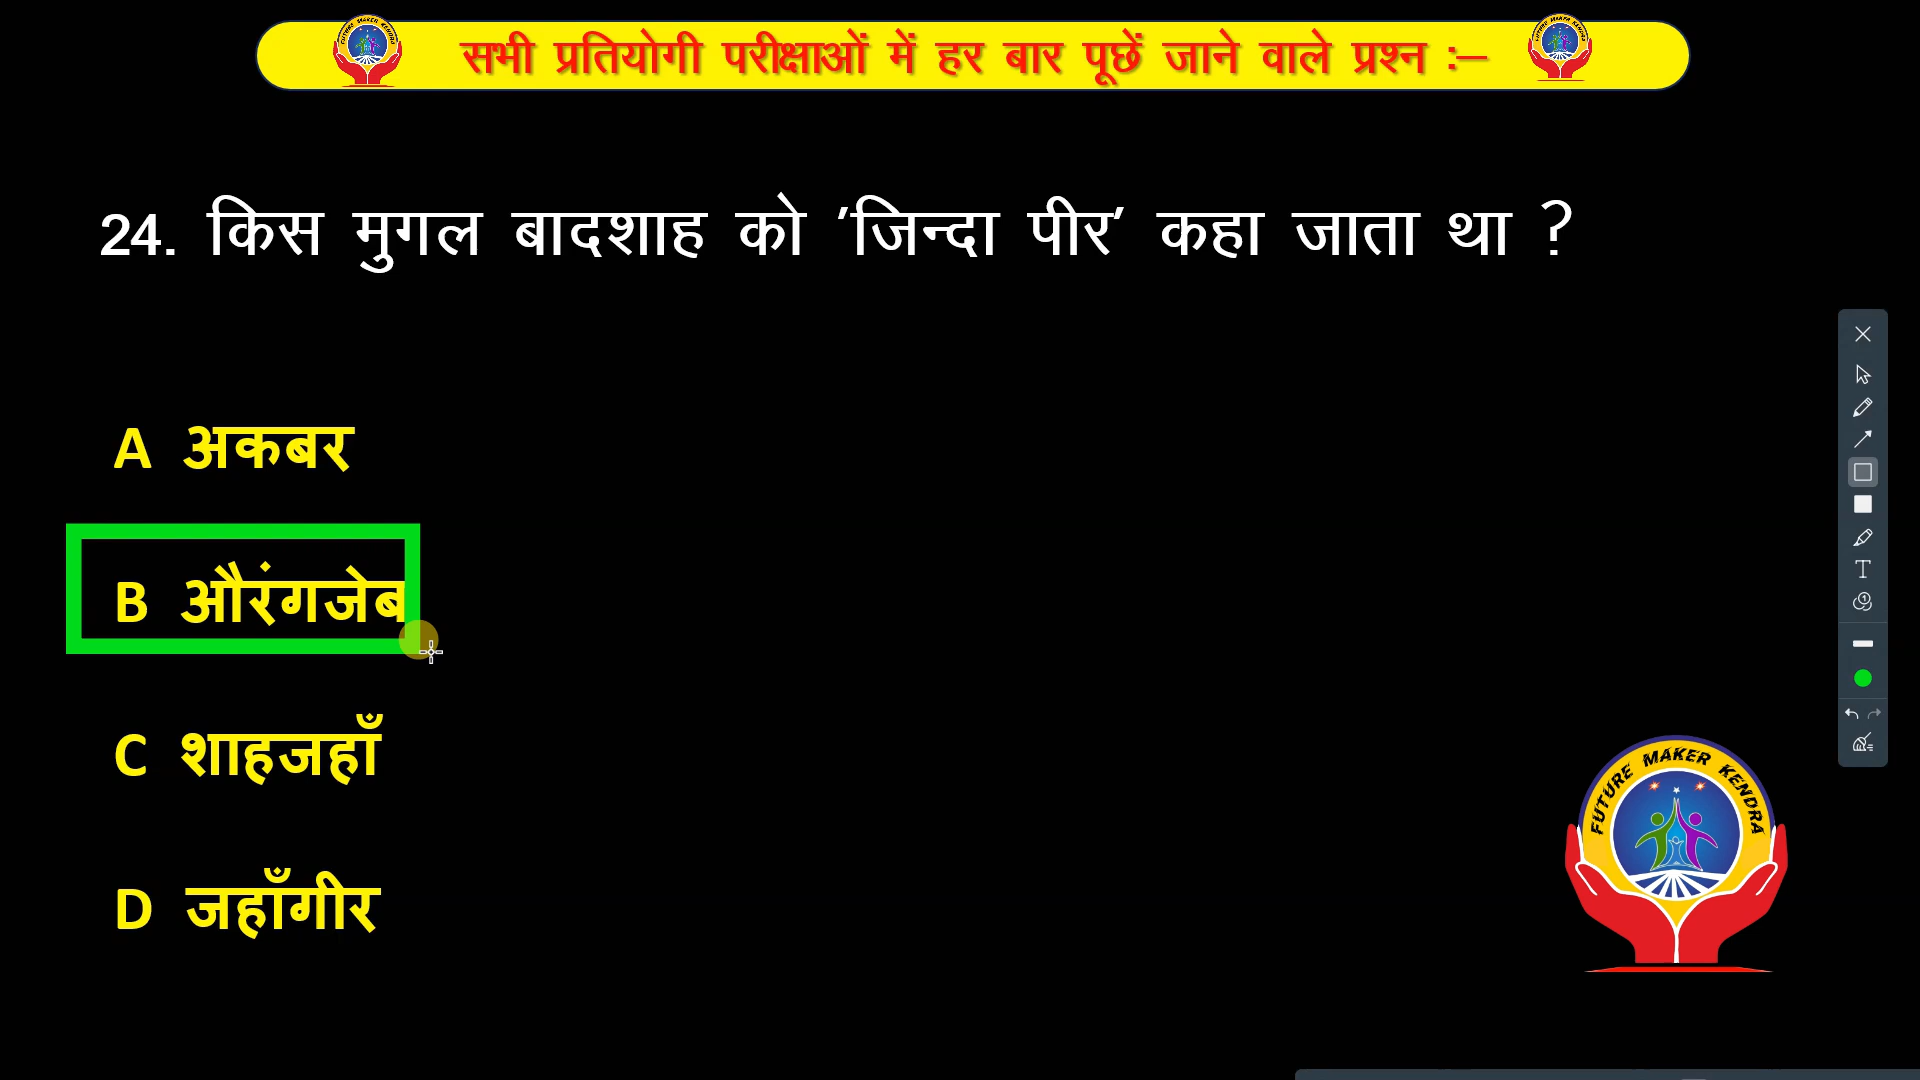 सभी प्रतियोगी परीक्षाओं में हर बार पूछें जाने वाले प्रश्न :–
24. किस मुगल बादशाह को 'जिन्दा पीर' कहा जाता था ?
A अकबर
B औरंगजेब
C शाहजहाँ
D जहाँगीर
FUTURE MAKER KENDRA